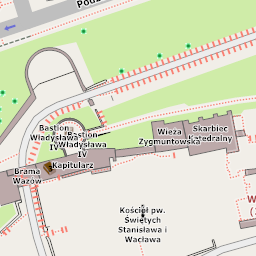 Bastion
Władysława
IV
Bastion
Władysława
IV
Kapitularz
Brama
Wazów
Wieża
Zygmuntowska
Skarbiec
Katedralny
Kościół pw.
Świętych
Stanisława i
Wacława